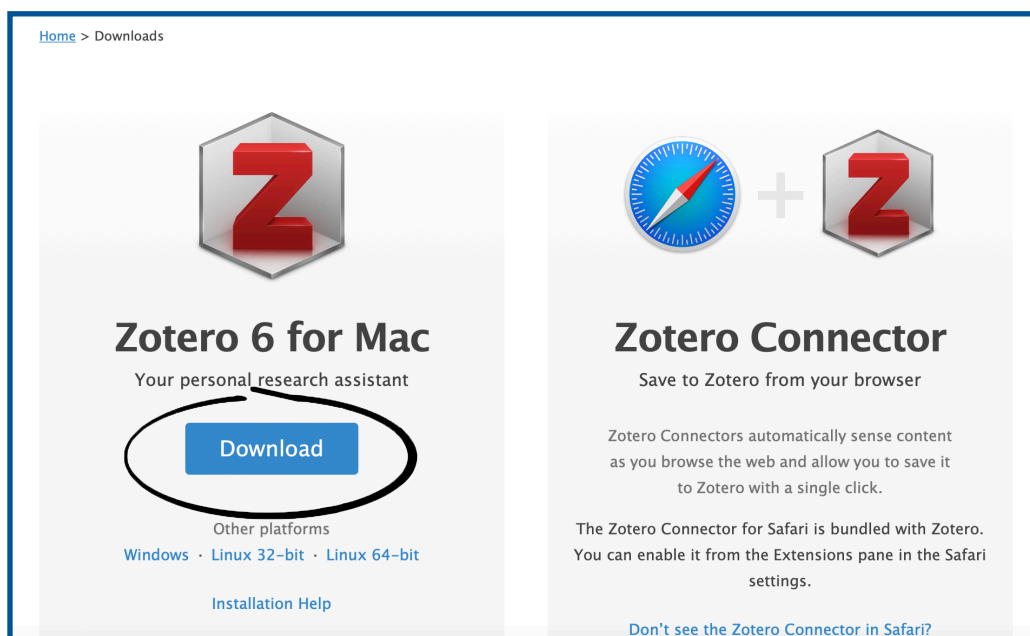 Home > Downloads
Z
Z
Zotero 6 for Mac
Your personal research assistant
Download
Other platforms
Windows · Linux 32-bit · Linux 64-bit
Installation Help
Zotero Connector
Save to Zotero from your browser
Zotero Connectors automatically sense content
as you browse the web and allow you to save it
to Zotero with a single click.
The Zotero Connector for Safari is bundled with Zotero.
You can enable it from the Extensions pane in the Safari
settings.
Don’t see the Zotero Connector in Safari?